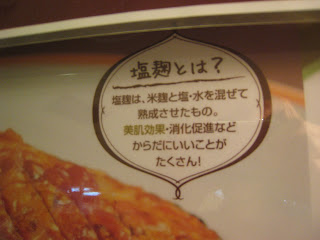 塩麹とは？
塩麹は、米麹と塩・水を混ぜて
熟成させたもの。
美肌効果・消化促進など
からだにいいことが
たくさん！